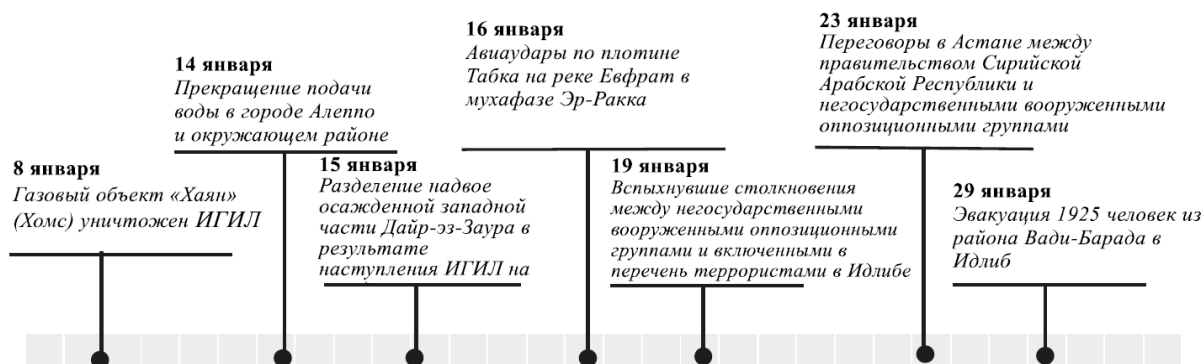 8 января
Газовый объект «Хаян»
(Хомс) уничтожен ИГИЛ
14 января
Прекращение подачи
воды в городе Алеппо
и окружающем районе
15 января
Разделение надвое
осажденной западной
части Дайр-эз-Заура в
результате
наступления ИГИЛ на
16 января
Авиаудары по плотине
Табка на реке Евфрат в
мухафазе Эр-Ракка
19 января
Вспыхнувшие столкновения
между негосударственными
вооруженными оппозиционными
группами и включенными в
перечень террористами в Идлибе
23 января
Переговоры в Астане между
правительством Сирийской
Арабской Республики и
негосударственными вооруженными
оппозиционными группами
29 января
Эвакуация 1925 человек из
района Вади-Барада в
Идлиб